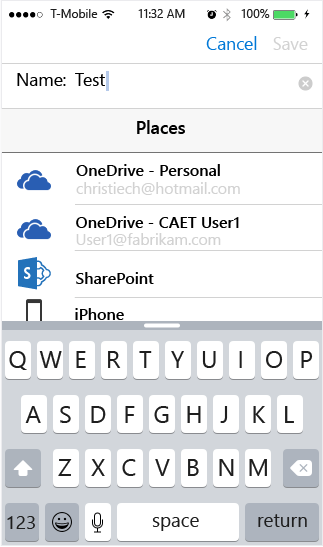 T-Mobile 11:32 AM 100%
Cancel Save
Name: Test
Places
OneDrive - Personal
christiech@hotmail.com
OneDrive - CAET User1
User1@fabrikam.com
S
SharePoint
iPhone
Q W E R T Y U I O P
A S D F G H J K L
Z X C V B N M
123 space return